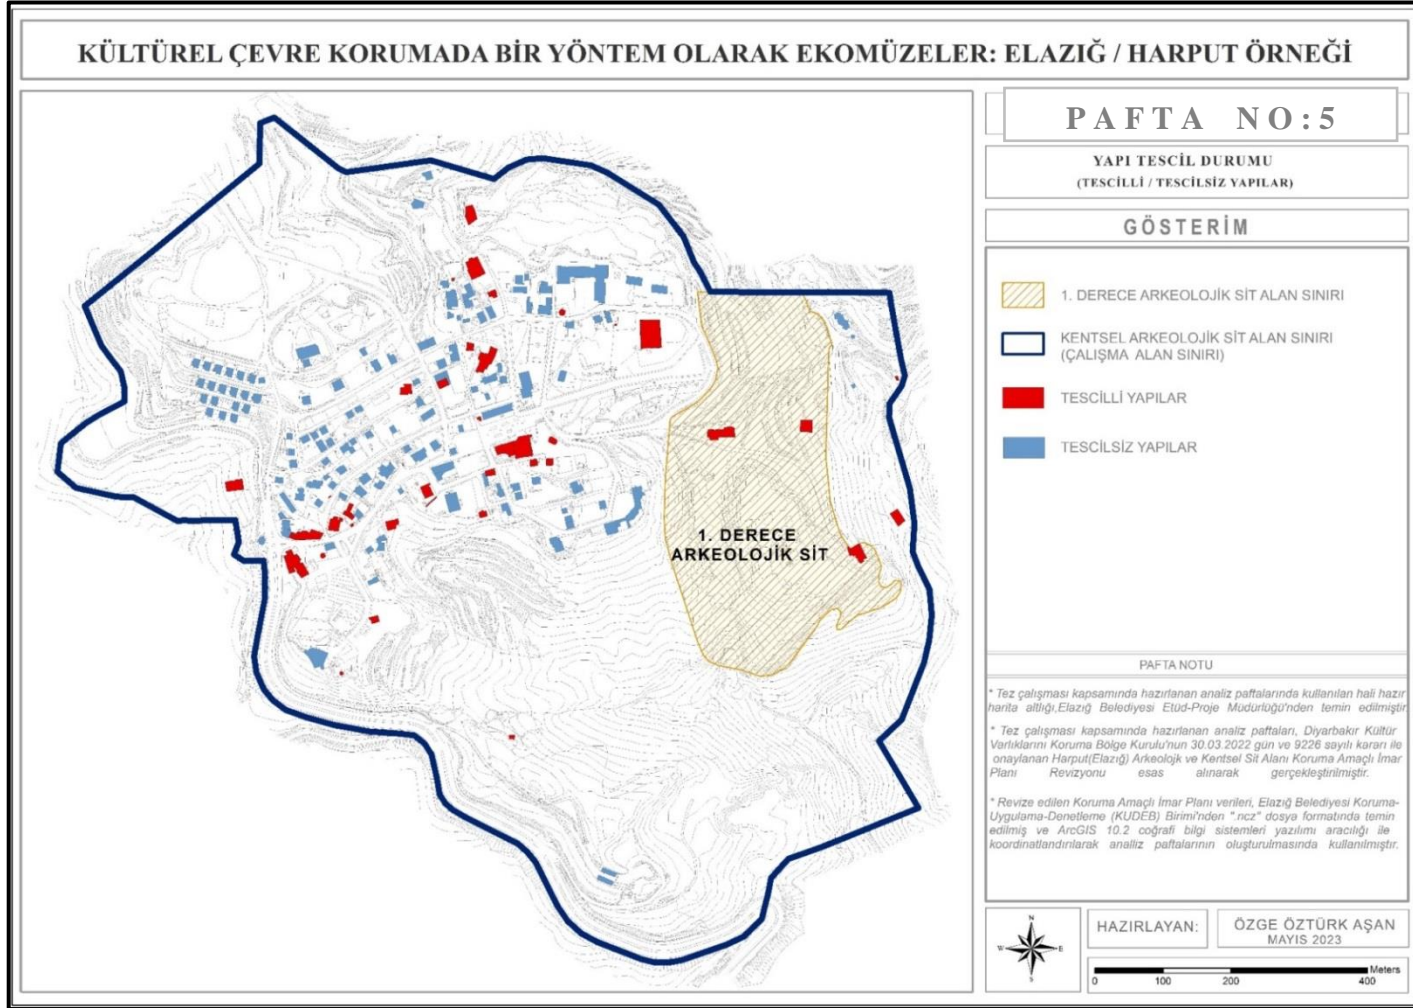 KÜLTÜREL ÇEVRE KORUMADA BİR YÖNTEM OLARAK EKOMÜZELER: ELAZIĞ / HARPUT ÖRNEĞİ
PAFTA NO:5
YAPI TESCİL DURUMU
(TESCİLLİ / TESCİLSİZ YAPILAR)
GÖSTERİM
1. DERECE ARKEOLOJİK SİT ALAN SINIRI
KENTSEL ARKEOLOJİK SİT ALAN SINIRI
(ÇALIŞMA ALAN SINIRI)
TESCİLLİ YAPILAR
TESCİLSİZ YAPILAR
1. DERECE
ARKEOLOJİK SİT
PAFTA NOTU
* Tez çalışması kapsamında hazırlanan analiz paftalarında kullanılan hali hazır
harita altlığı,Elazığ Belediyesi Etüd-Proje Müdürlüğü'nden temin edilmiştir.
* Tez çalışması kapsamında hazırlanan analiz paftaları, Diyarbakır Kültür
Varlıklarını Koruma Bölge Kurulu'nun 30.03.2022 gün ve 9226 sayılı kararı ile
onaylanan Harput(Elazığ) Arkeolojk ve Kentsel Sit Alanı Koruma Amaçlı İmar
Planı Revizyonu esas alınarak gerçekleştirilmiştir.
* Revize edilen Koruma Amaçlı İmar Planı verileri, Elazığ Belediyesi Koruma-
Uygulama-Denetleme (KUDEB) Birimi'nden ".ncz" dosya formatında temin
edilmiş ve ArcGIS 10.2 coğrafi bilgi sistemleri yazılımı aracılığı ile
koordinatlandırılarak analiz paftalarının oluşturulmasında kullanılmıştır.
N
W E
S
HAZIRLAYAN:
ÖZGE ÖZTÜRK AŞAN
MAYIS 2023
Meters
0 100 200 400